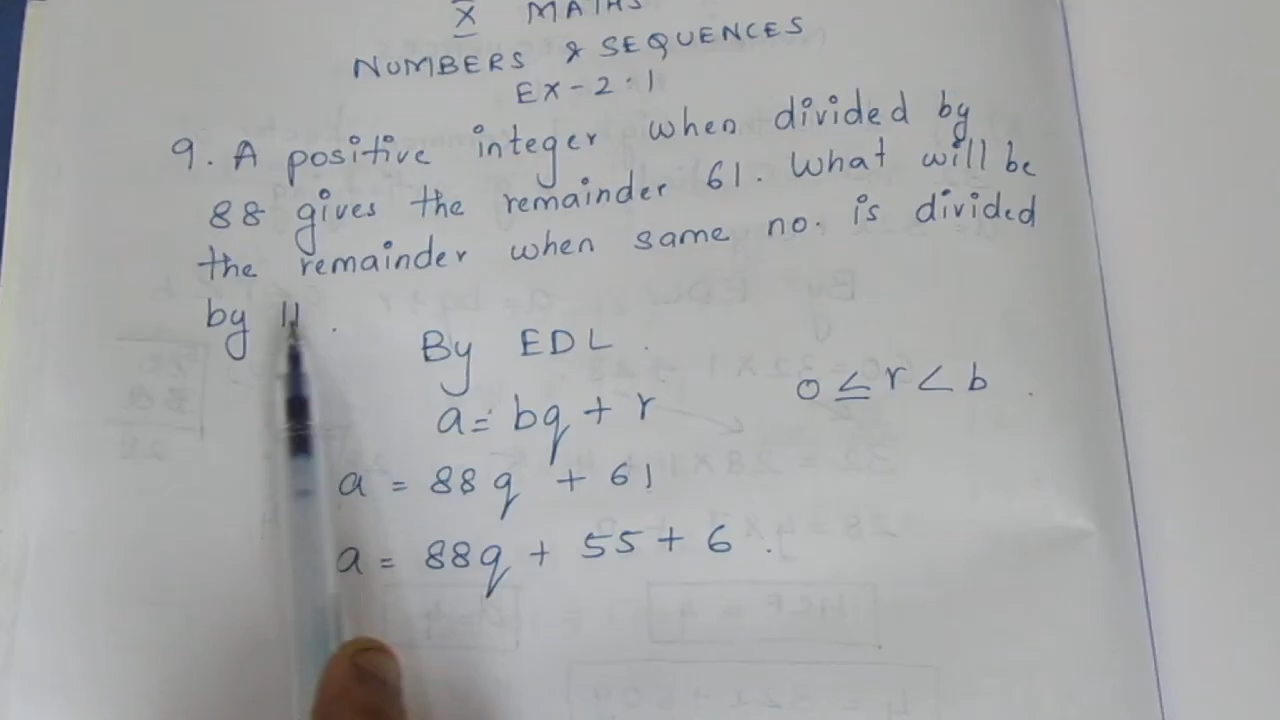 X MATHS
NUMBERS & SEQUENCES
EX-2.1
9. A positive integer when divided by
88 gives the remainder 61. What will be
the remainder when same no. is divided
by 11.
By EDL.
a = bq + r 0 ≤ r < b.
a = 88q + 61
a = 88q + 55 + 6.